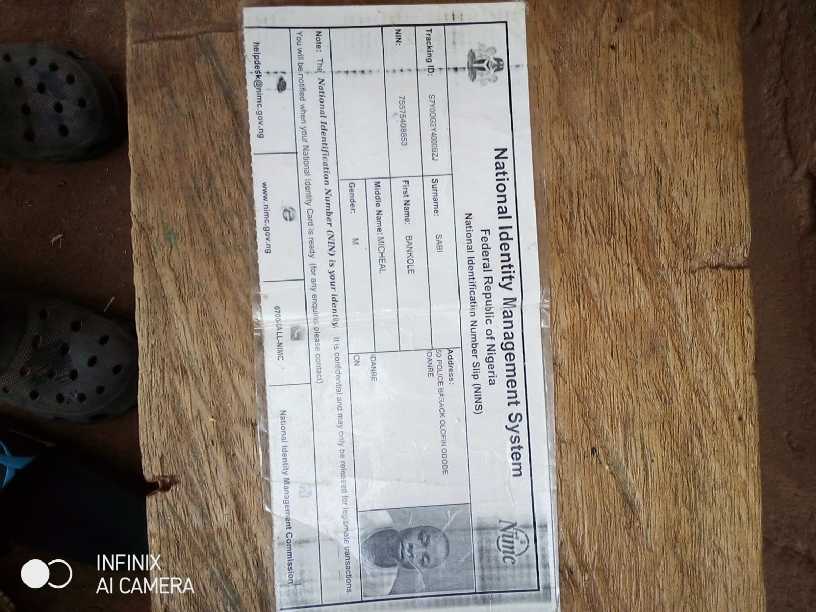 National Identity Management System
Federal Republic of Nigeria
National Identification Number Slip (NINS)
Nimc
Tracking ID:
Surname: SABI
Address:
POLICE BARACK OLOFIN ODODE
IDANRE
NIN: 75575408853
First Name: BANKOLE
Middle Name: MICHEAL
IDANRE
Gender: M
ON
Note: The National Identification Number (NIN) is your identity. It is confidential and may only be released for legitimate transactions.
You will be notified when your National Identity Card is ready (for any enquiries please contact)
helpdesk@nimc.gov.ng
www.nimc.gov.ng
0700-CALL-NIMC
National Identity Management Commission
INFINIX
AI CAMERA